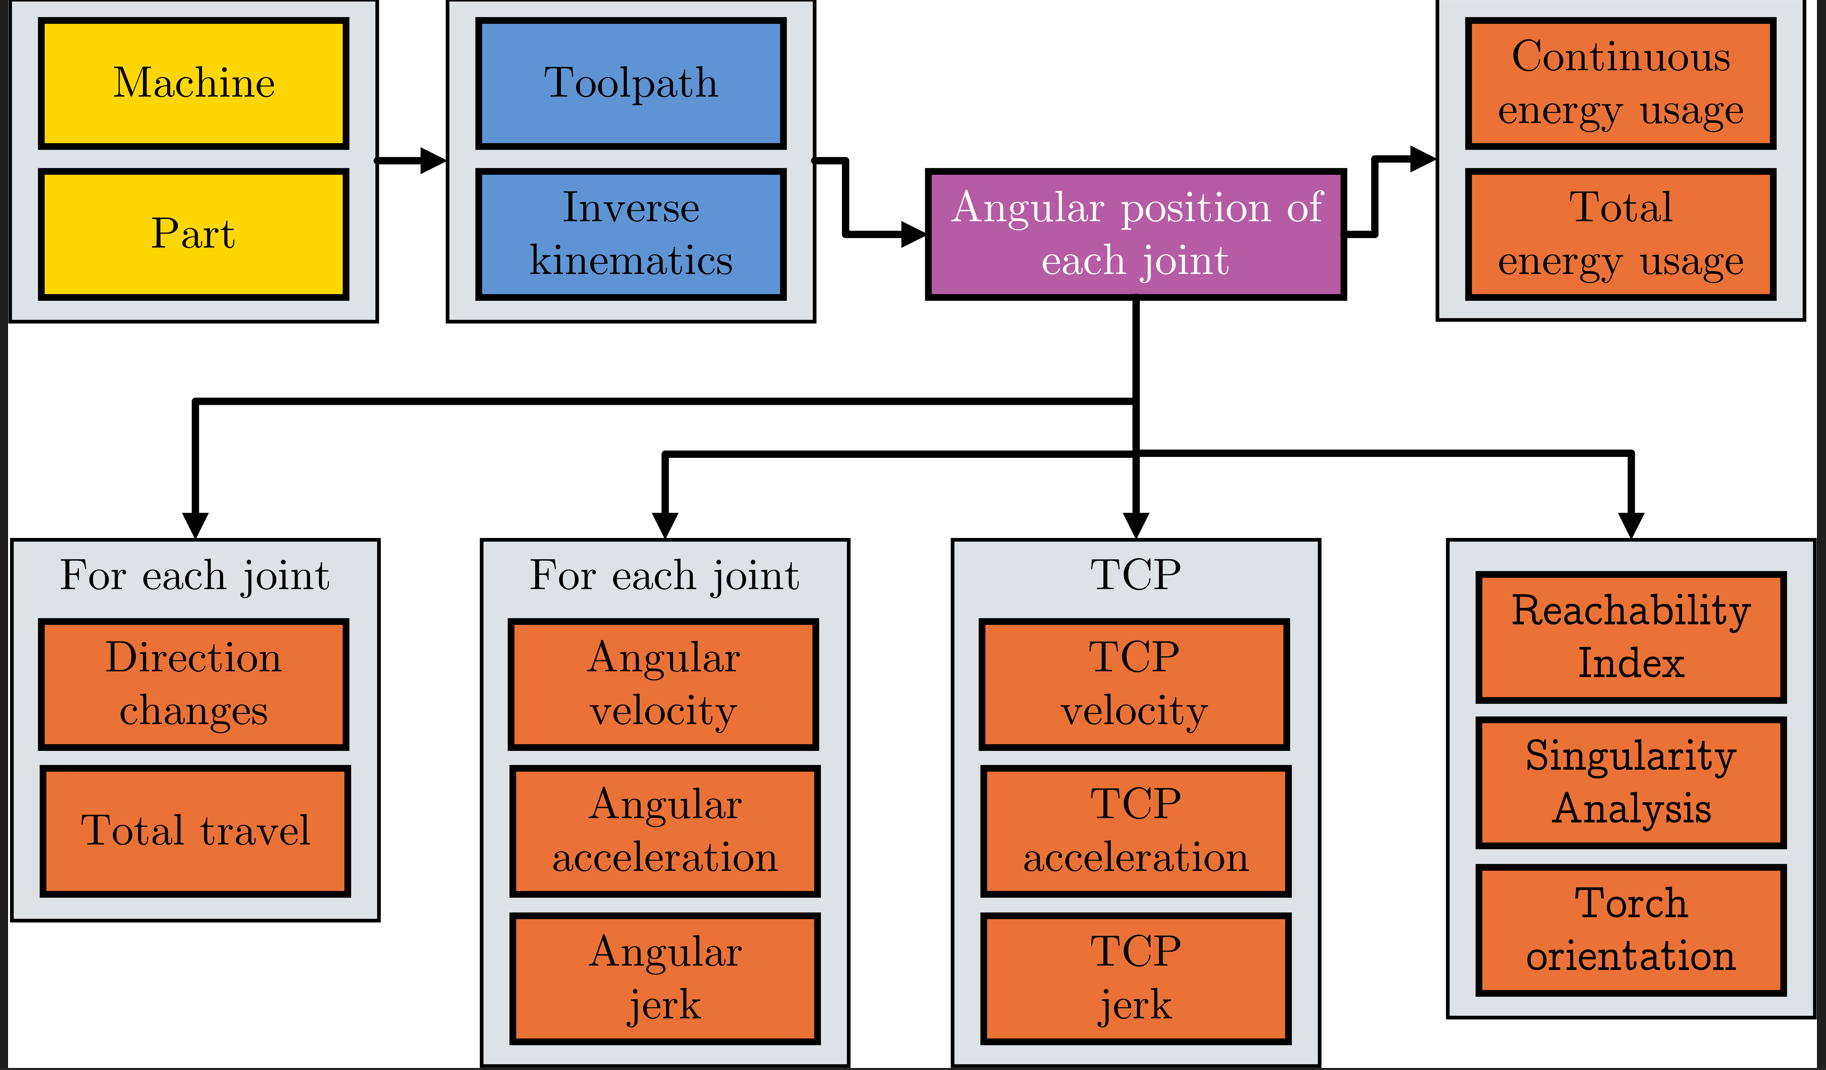 Machine
Part
Toolpath
Inverse
kinematics
Angular position of
each joint
Continuous
energy usage
Total
energy usage
For each joint
Direction
changes
Total travel
For each joint
Angular
velocity
Angular
acceleration
Angular
jerk
TCP
TCP
velocity
TCP
acceleration
TCP
jerk
Reachability
Index
Singularity
Analysis
Torch
orientation